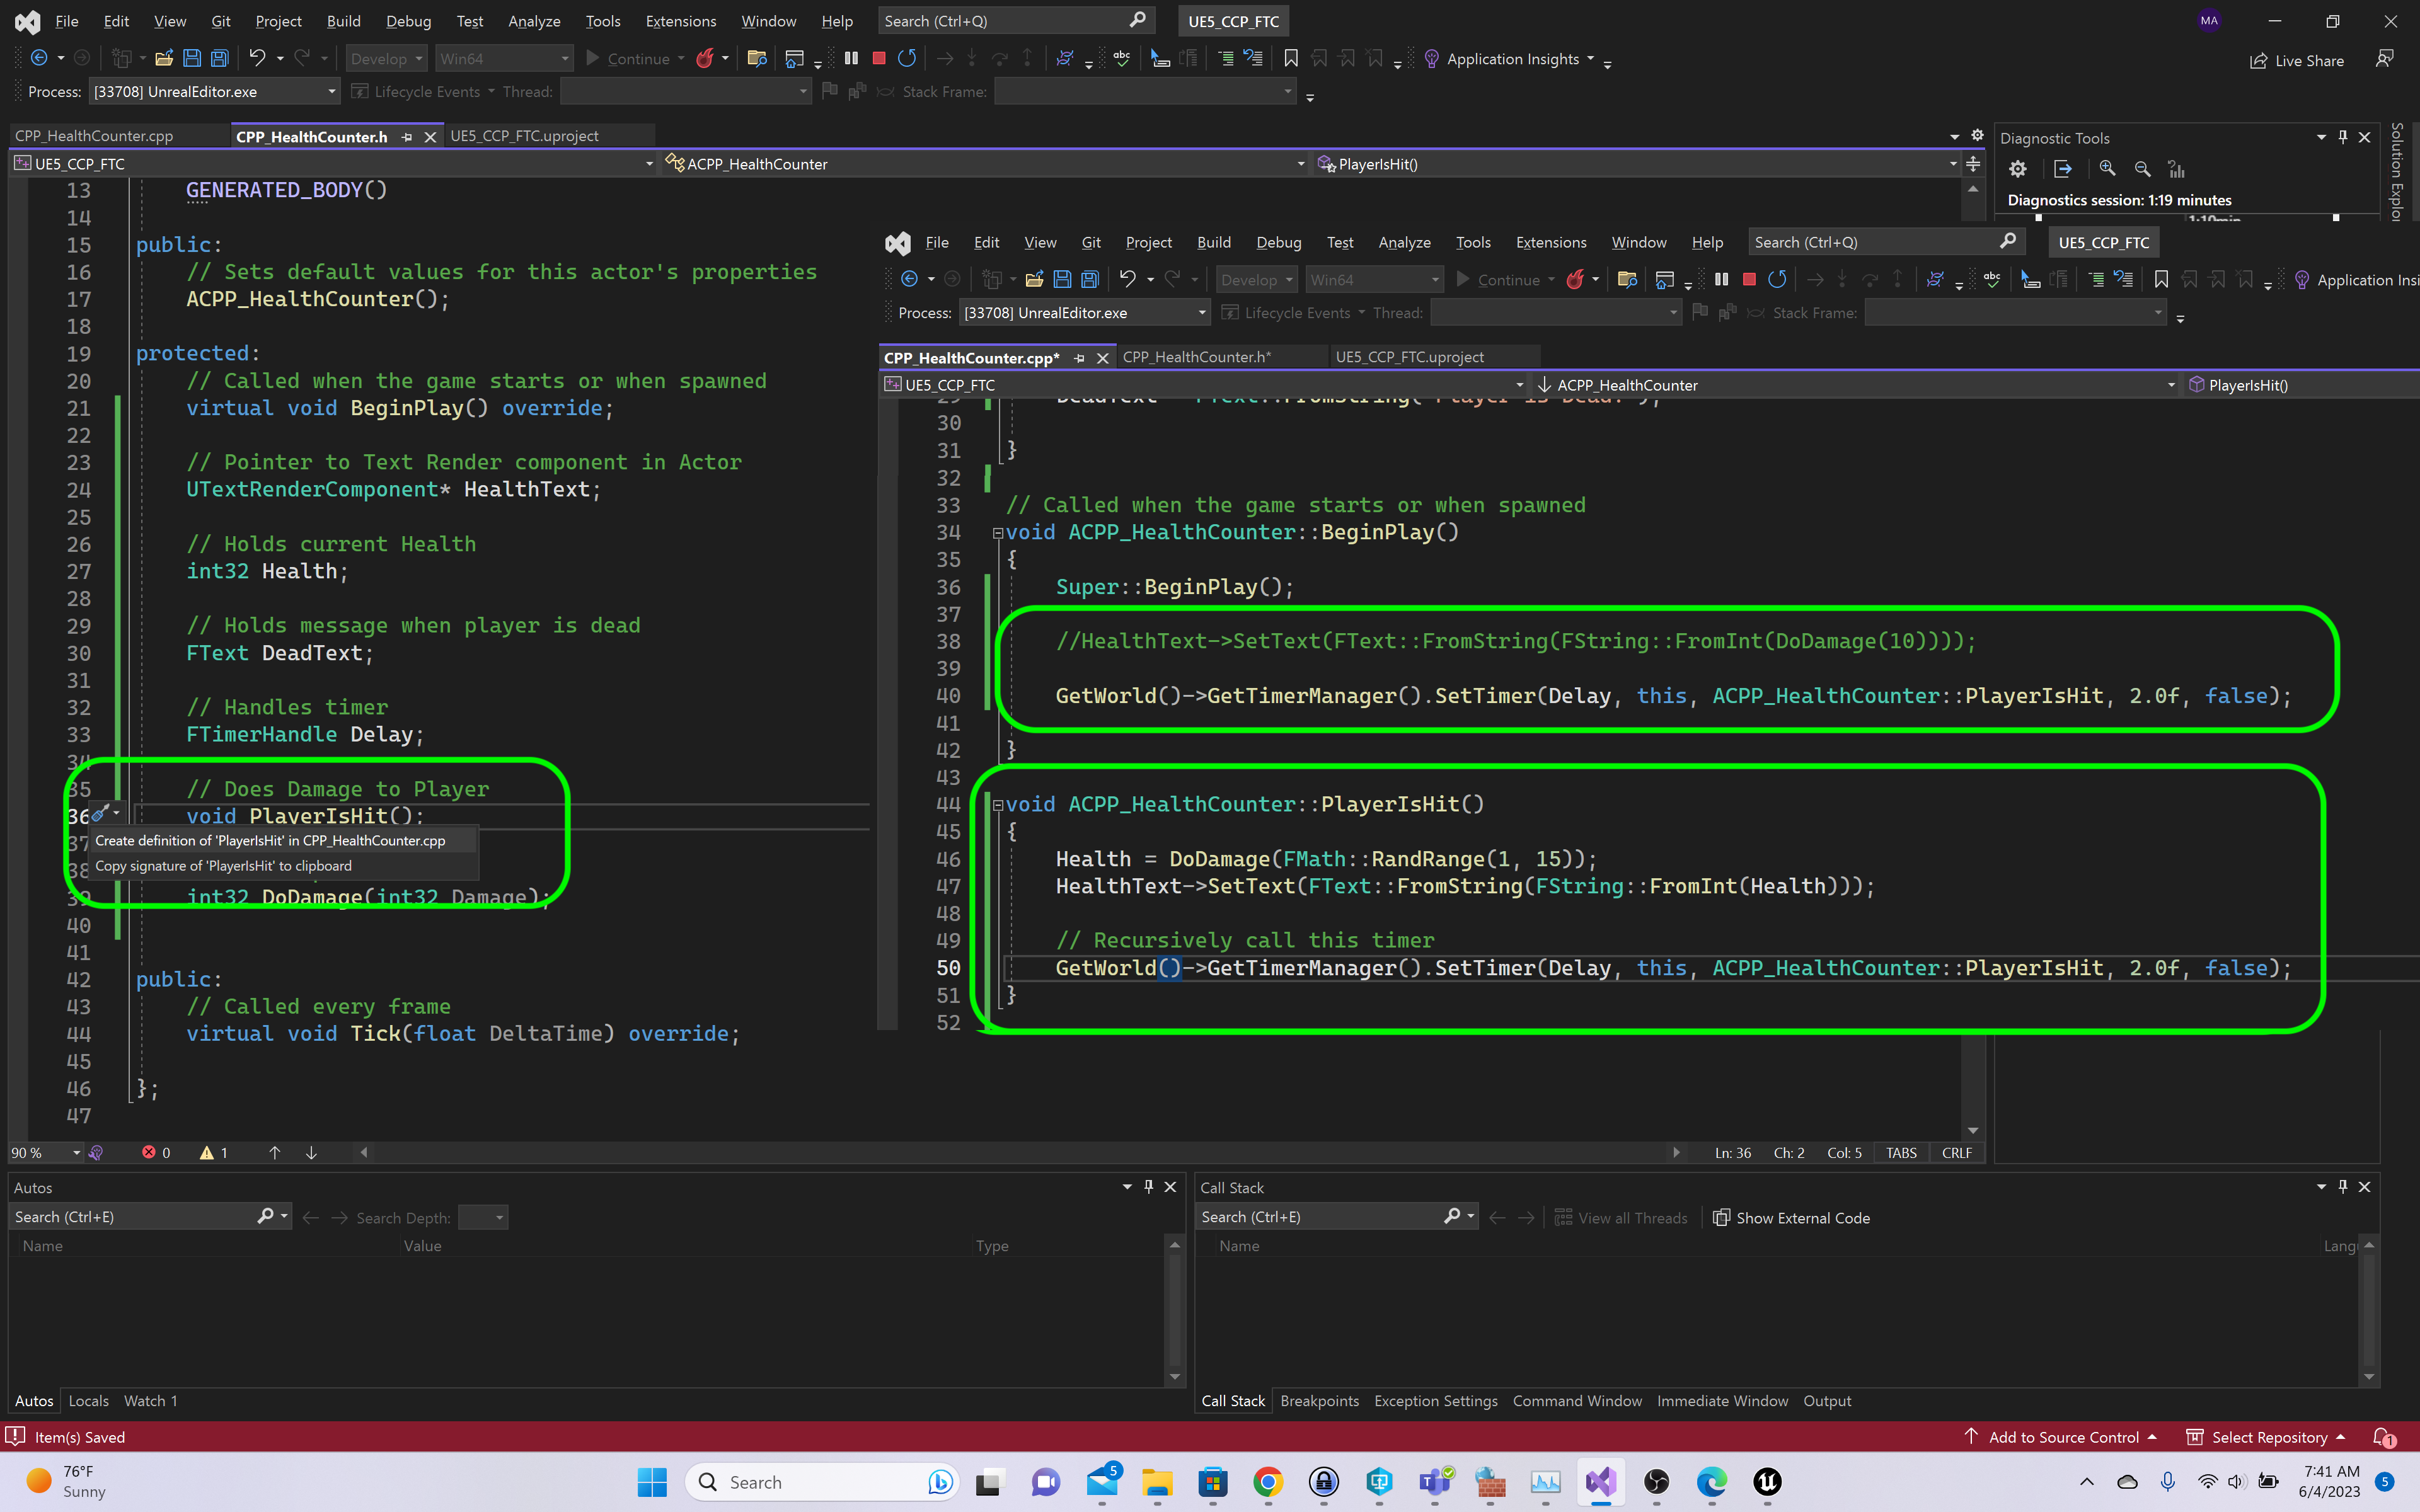 File Edit View Git Project Build Debug Test Analyze Tools Extensions Window Help Search (Ctrl+Q) UE5_CCP_FTC MA
Develop Win64 Continue Application Insights Live Share
Process: [33708] UnrealEditor.exe Lifecycle Events Thread: Stack Frame:
CPP_HealthCounter.cpp CPP_HealthCounter.h UE5_CCP_FTC.uproject
UE5_CCP_FTC ACPP_HealthCounter PlayerIsHit()
Diagnostic Tools
Diagnostics session: 1:19 minutes
Solution Explor
13 GENERATED_BODY()
14
15 public:
16 // Sets default values for this actor's properties
17 ACPP_HealthCounter();
18
19 protected:
20 // Called when the game starts or when spawned
21 virtual void BeginPlay() override;
22
23 // Pointer to Text Render component in Actor
24 UTextRenderComponent* HealthText;
25
26 // Holds current Health
27 int32 Health;
28
29 // Holds message when player is dead
30 FText DeadText;
31
32 // Handles timer
33 FTimerHandle Delay;
34
35 // Does Damage to Player
36 void PlayerIsHit();
37 Create definition of 'PlayerIsHit' in CPP_HealthCounter.cpp
38 Copy signature of 'PlayerIsHit' to clipboard
39 int32 DoDamage(int32 Damage);
40
41
42 public:
43 // Called every frame
44 virtual void Tick(float DeltaTime) override;
45
46 };
47
File Edit View Git Project Build Debug Test Analyze Tools Extensions Window Help Search (Ctrl+Q) UE5_CCP_FTC
Develop Win64 Continue Application Insi
Process: [33708] UnrealEditor.exe Lifecycle Events Thread: Stack Frame:
CPP_HealthCounter.cpp* CPP_HealthCounter.h* UE5_CCP_FTC.uproject
UE5_CCP_FTC ACPP_HealthCounter PlayerIsHit()
29 DeadText = FText::FromString("Player is Dead!");
30
31 }
32
33 // Called when the game starts or when spawned
34 void ACPP_HealthCounter::BeginPlay()
35 {
36 Super::BeginPlay();
37
38 //HealthText->SetText(FText::FromString(FString::FromInt(DoDamage(10))));
39
40 GetWorld()->GetTimerManager().SetTimer(Delay, this, ACPP_HealthCounter::PlayerIsHit, 2.0f, false);
41
42 }
43
44 void ACPP_HealthCounter::PlayerIsHit()
45 {
46 Health = DoDamage(FMath::RandRange(1, 15));
47 HealthText->SetText(FText::FromString(FString::FromInt(Health)));
48
49 // Recursively call this timer
50 GetWorld()->GetTimerManager().SetTimer(Delay, this, ACPP_HealthCounter::PlayerIsHit, 2.0f, false);
51 }
52
90 % 0 1 Ln: 36 Ch: 2 Col: 5 TABS CRLF
Autos
Search (Ctrl+E) Search Depth:
Name Value Type
Autos Locals Watch 1
Call Stack
Search (Ctrl+E) View all Threads Show External Code
Name Lang
Call Stack Breakpoints Exception Settings Command Window Immediate Window Output
Item(s) Saved Add to Source Control Select Repository 1
76°F
Sunny
Search 5
7:41 AM
6/4/2023 5